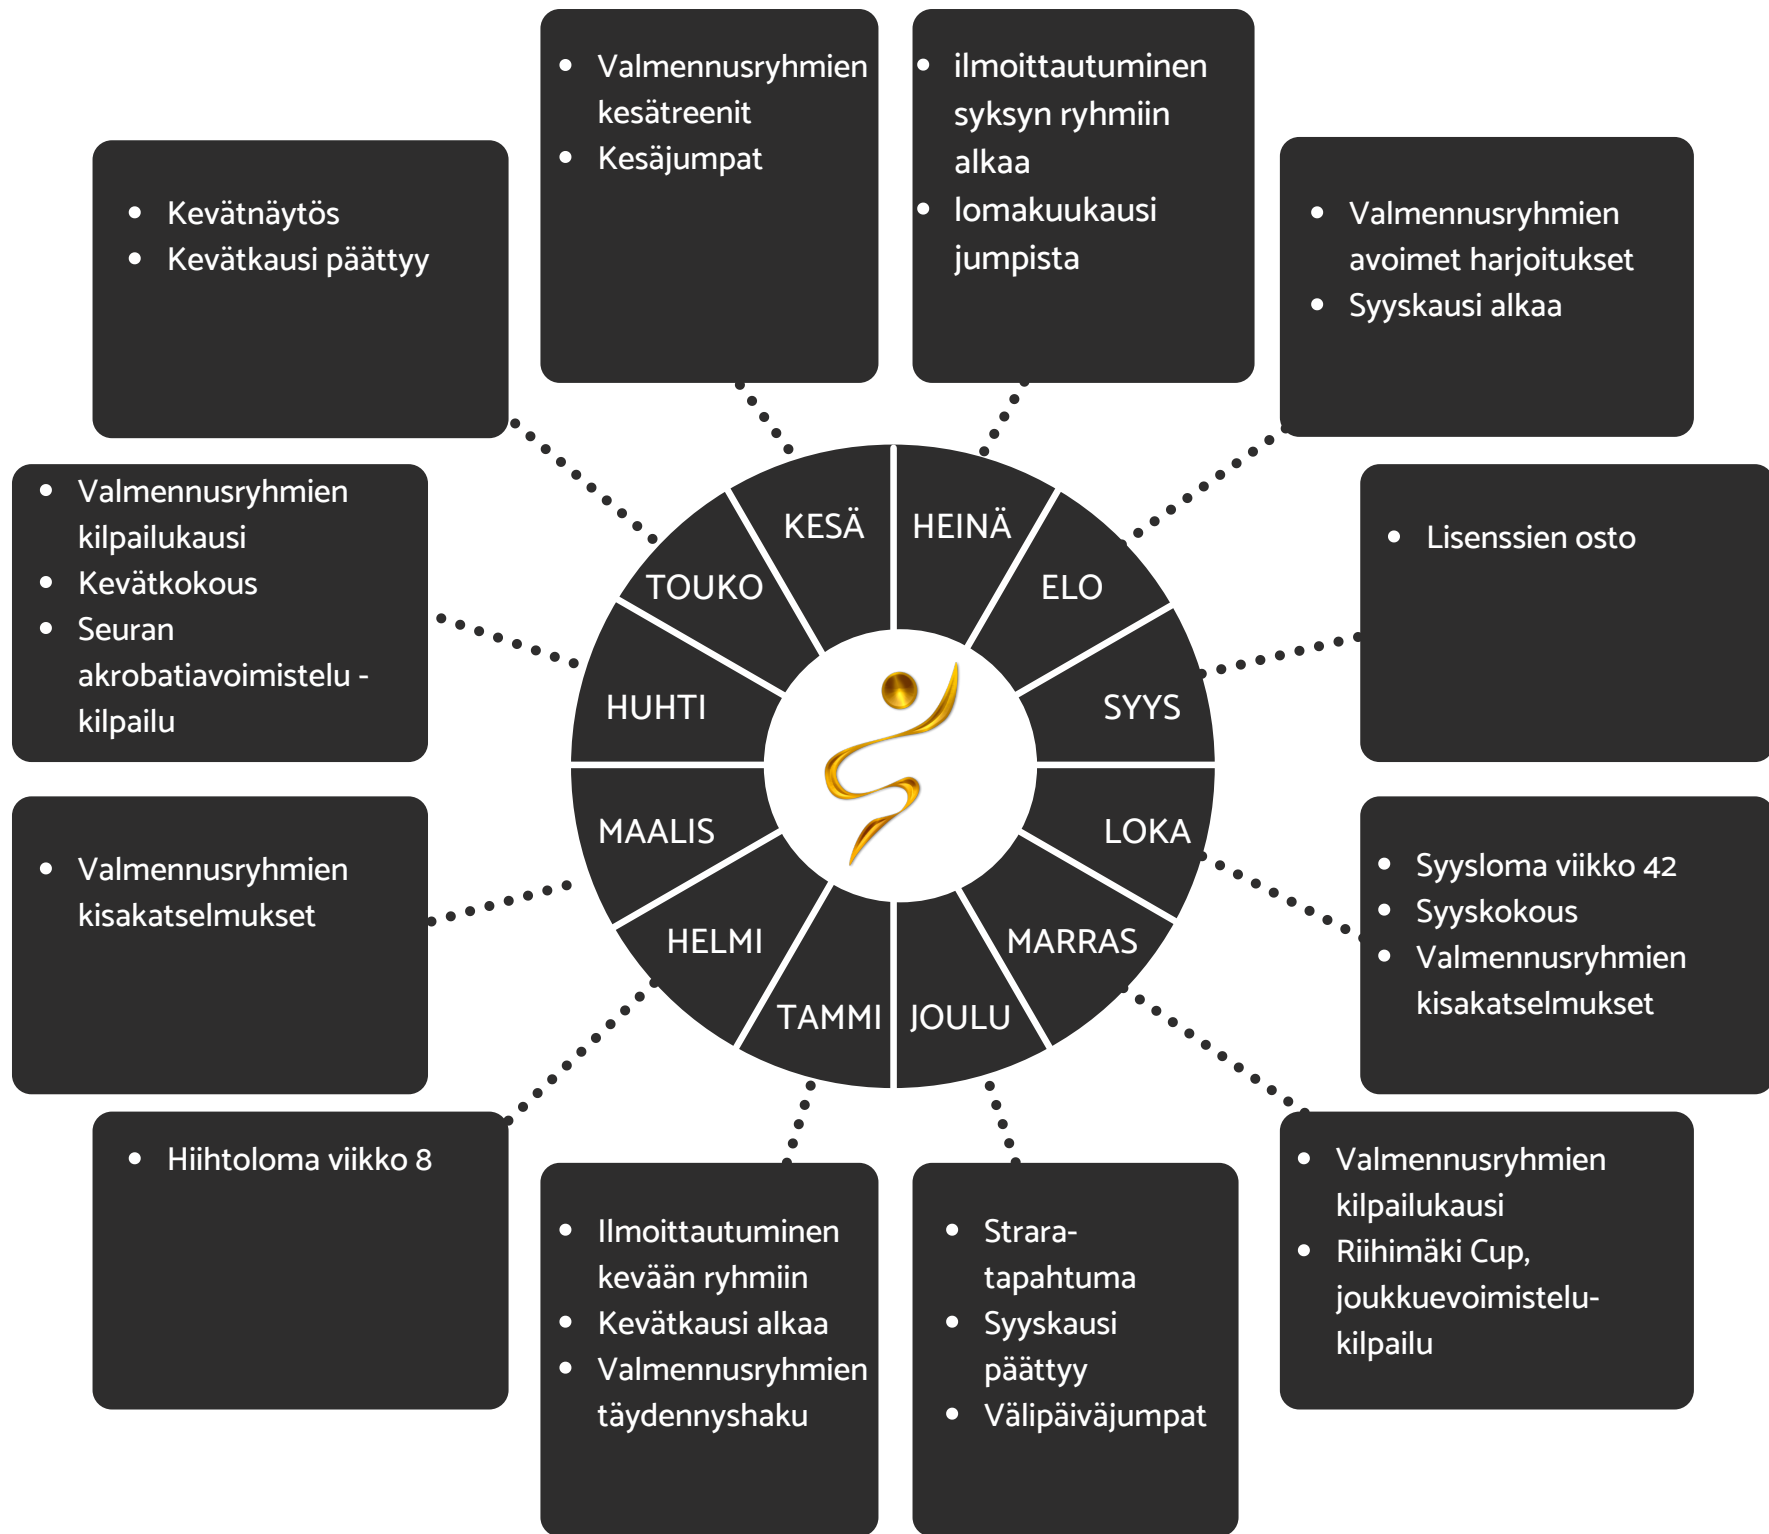 Valmennusryhmien
kesätreenit
Kesäjumpat
ilmoittautuminen
syksyn ryhmiin
alkaa
lomakuukausi
jumpista
Kevätnäytös
Kevätkausi päättyy
Valmennusryhmien
avoimet harjoitukset
Syyskausi alkaa
Valmennusryhmien
kilpailukausi
Kevätkokous
Seuran
akrobatiavoimistelu -
kilpailu
Lisenssien osto
KESÄ
HEINÄ
TOUKO
ELO
HUHTI
SYYS
MAALIS
LOKA
HELMI
MARRAS
TAMMI
JOULU
Valmennusryhmien
kisakatselmukset
Syysloma viikko 42
Syyskokous
Valmennusryhmien
kisakatselmukset
Hiihtoloma viikko 8
Ilmoittautuminen
kevään ryhmiin
Kevätkausi alkaa
Valmennusryhmien
täydennyshaku
Strara-
tapahtuma
Syyskausi
päättyy
Välipäiväjumpat
Valmennusryhmien
kilpailukausi
Riihimäki Cup,
joukkuevoimistelu-
kilpailu